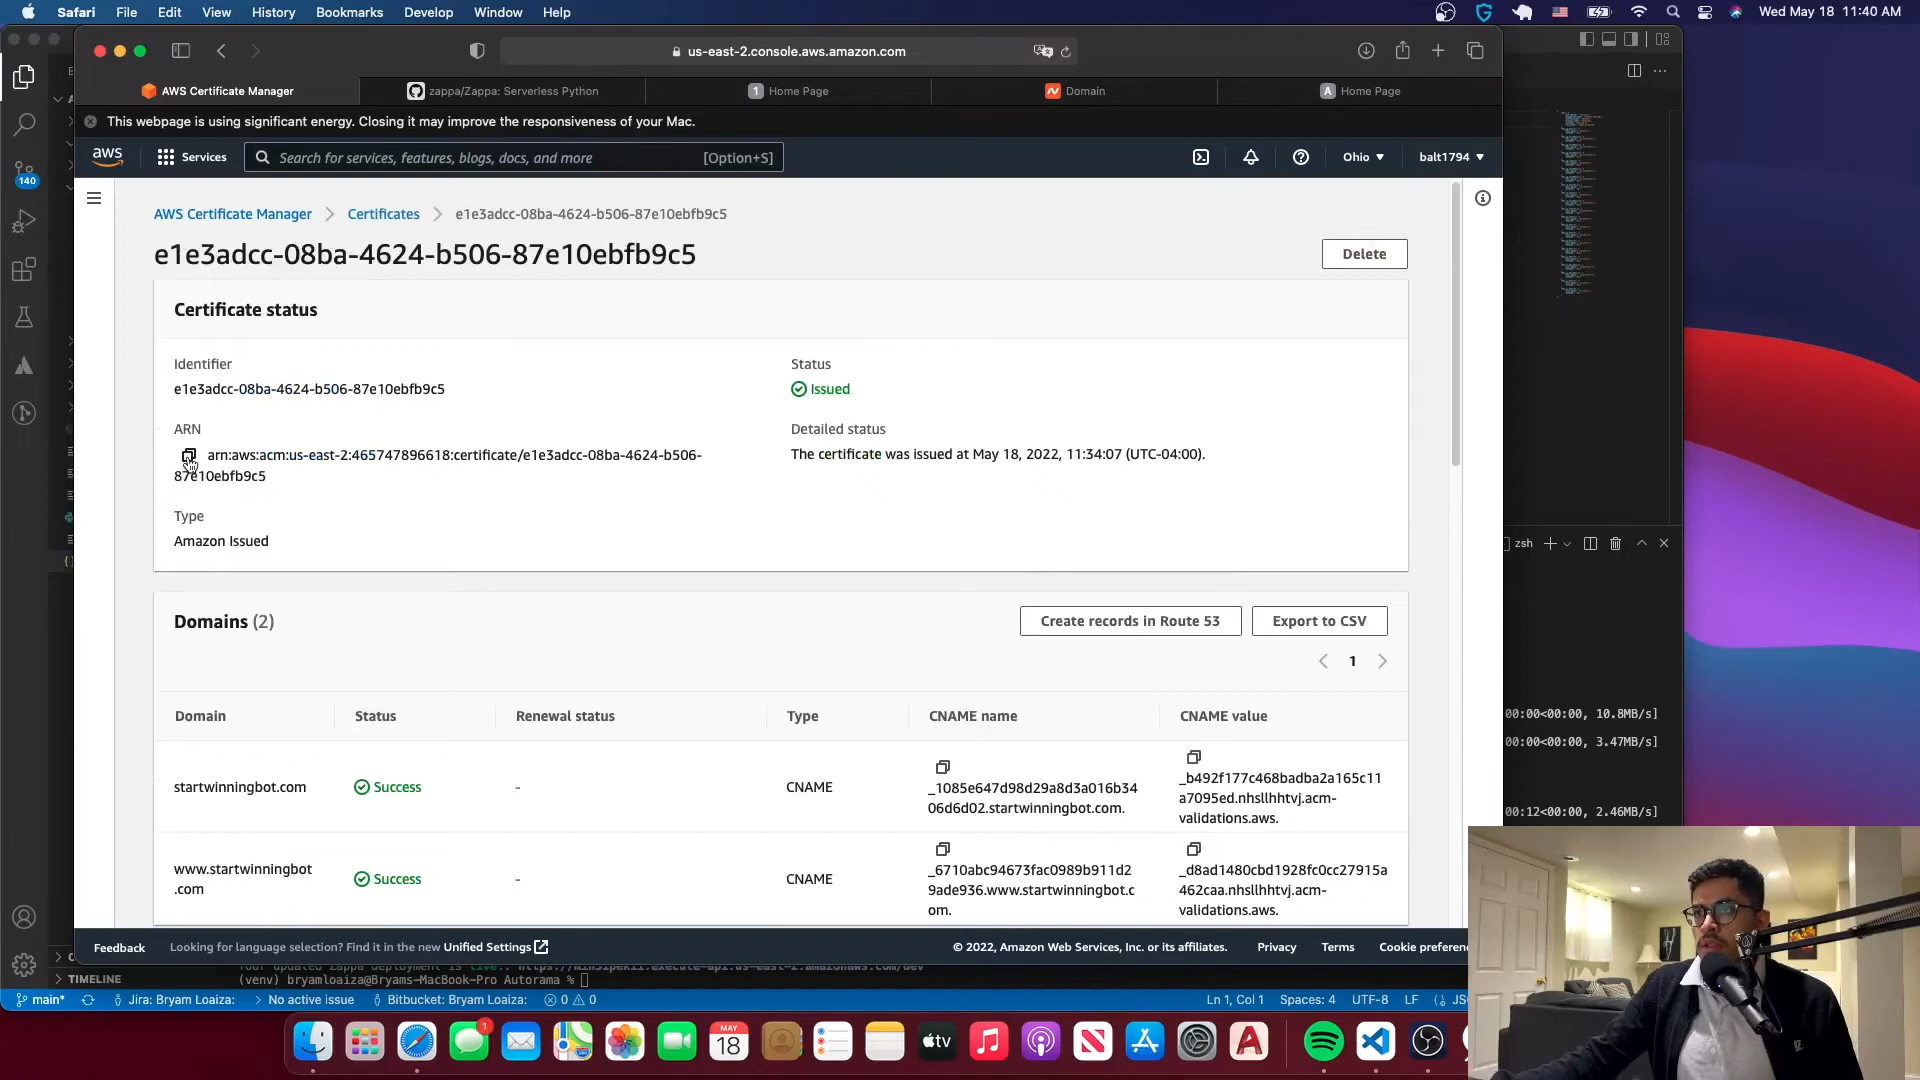 Safari File Edit View History Bookmarks Develop Window Help
Wed May 18 11:40 AM
us-east-2.console.aws.amazon.com
AWS Certificate Manager
zappa/Zappa: Serverless Python
1 Home Page
Domain
A Home Page
This webpage is using significant energy. Closing it may improve the responsiveness of your Mac.
aws Services Search for services, features, blogs, docs, and more [Option+S] Ohio balt1794
140
AWS Certificate Manager Certificates e1e3adcc-08ba-4624-b506-87e10ebfb9c5
e1e3adcc-08ba-4624-b506-87e10ebfb9c5
Delete
Certificate status
Identifier
e1e3adcc-08ba-4624-b506-87e10ebfb9c5
Status
Issued
ARN
arn:aws:acm:us-east-2:465747896618:certificate/e1e3adcc-08ba-4624-b506-
87e10ebfb9c5
Detailed status
The certificate was issued at May 18, 2022, 11:34:07 (UTC-04:00).
Type
Amazon Issued
zsh
Domains (2)
Create records in Route 53
Export to CSV
1
Domain Status Renewal status Type CNAME name CNAME value
00:00<00:00, 10.8MB/s]
00:00<00:00, 3.47MB/s]
00:12<00:00, 2.46MB/s]
startwinningbot.com
Success
-
CNAME
_1085e647d98d29a8d3a016b34
06d6d02.startwinningbot.com.
_b492f177c468badba2a165c11
a7095ed.nhsllhhtvj.acm-
validations.aws.
www.startwinningbot
.com
Success
-
CNAME
_6710abc94673fac0989b911d2
9ade936.www.startwinningbot.c
om.
_d8ad1480cbd1928fc0cc27915a
462caa.nhsllhhtvj.acm-
validations.aws.
Feedback Looking for language selection? Find it in the new Unified Settings © 2022, Amazon Web Services, Inc. or its affiliates. Privacy Terms Cookie preferen
TIMELINE
(venv) bryamloaiza@Bryams-MacBook-Pro Autorama %
main* Jira: Bryam Loaiza: No active issue Bitbucket: Bryam Loaiza: 0 0 Ln 1, Col 1 Spaces: 4 UTF-8 LF
1
MAY
18
tv